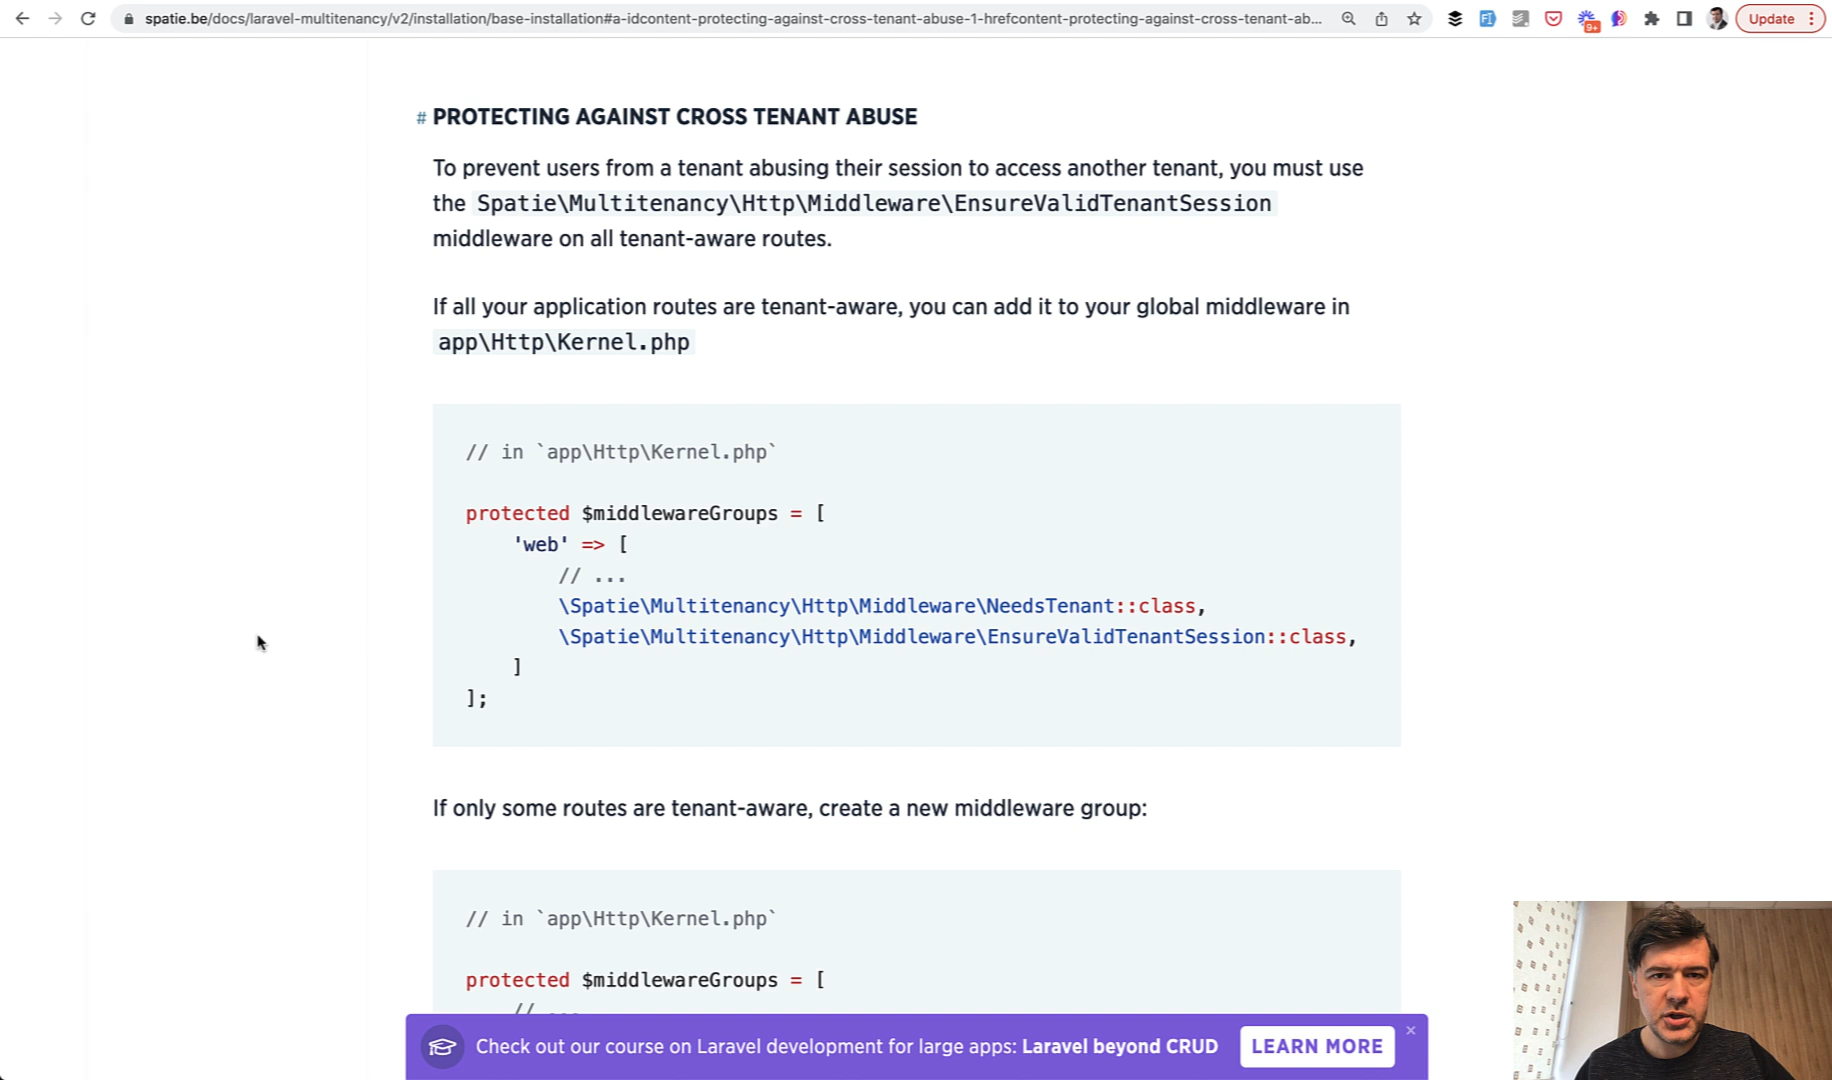 spatie.be/docs/laravel-multitenancy/v2/installation/base-installation#a-idcontent-protecting-against-cross-tenant-abuse-1-hrefcontent-protecting-against-cross-tenant-ab...
9+
Update
# PROTECTING AGAINST CROSS TENANT ABUSE
To prevent users from a tenant abusing their session to access another tenant, you must use
the Spatie\Multitenancy\Http\Middleware\EnsureValidTenantSession
middleware on all tenant-aware routes.
If all your application routes are tenant-aware, you can add it to your global middleware in
app\Http\Kernel.php
// in `app\Http\Kernel.php`
protected $middlewareGroups = [
'web' => [
// ...
\Spatie\Multitenancy\Http\Middleware\NeedsTenant::class,
\Spatie\Multitenancy\Http\Middleware\EnsureValidTenantSession::class,
]
];
If only some routes are tenant-aware, create a new middleware group:
// in `app\Http\Kernel.php`
protected $middlewareGroups = [
// ...
Check out our course on Laravel development for large apps: Laravel beyond CRUD
LEARN MORE